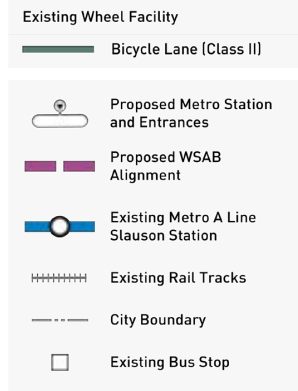 Existing Wheel Facility
Bicycle Lane (Class II)
Proposed Metro Station
and Entrances
Proposed WSAB
Alignment
Existing Metro A Line
Slauson Station
Existing Rail Tracks
City Boundary
Existing Bus Stop